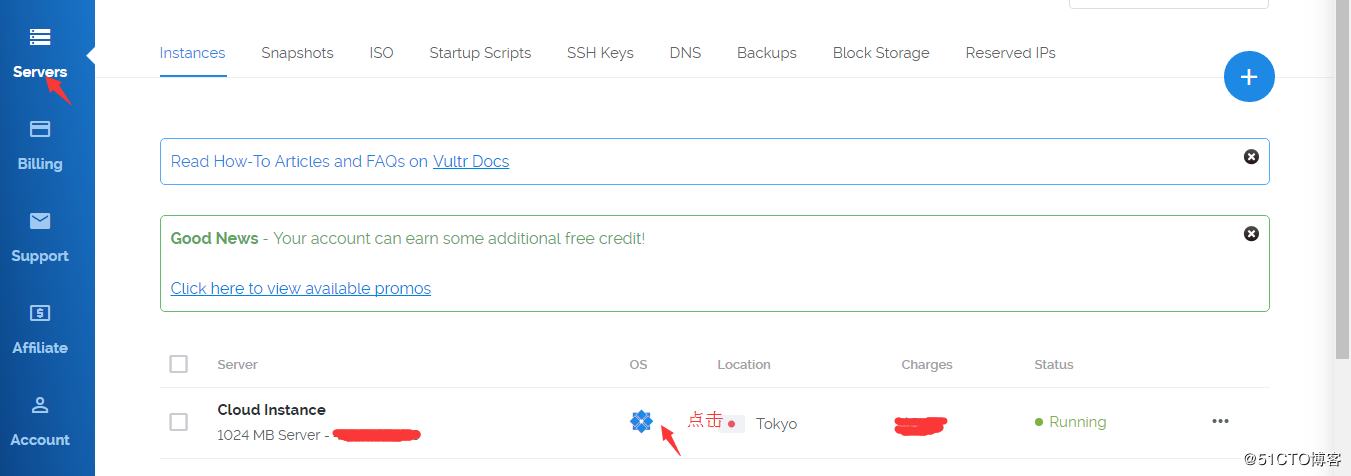 Instances Snapshots ISO Startup Scripts SSH Keys DNS Backups Block Storage Reserved IPs
Servers
Billing
Support
Affiliate
Account
Read How-To Articles and FAQs on Vultr Docs
Good News - Your account can earn some additional free credit!
Click here to view available promos
Server OS Location Charges Status
Cloud Instance
1024 MB Server -
点击 Tokyo Running
@51CTO博客